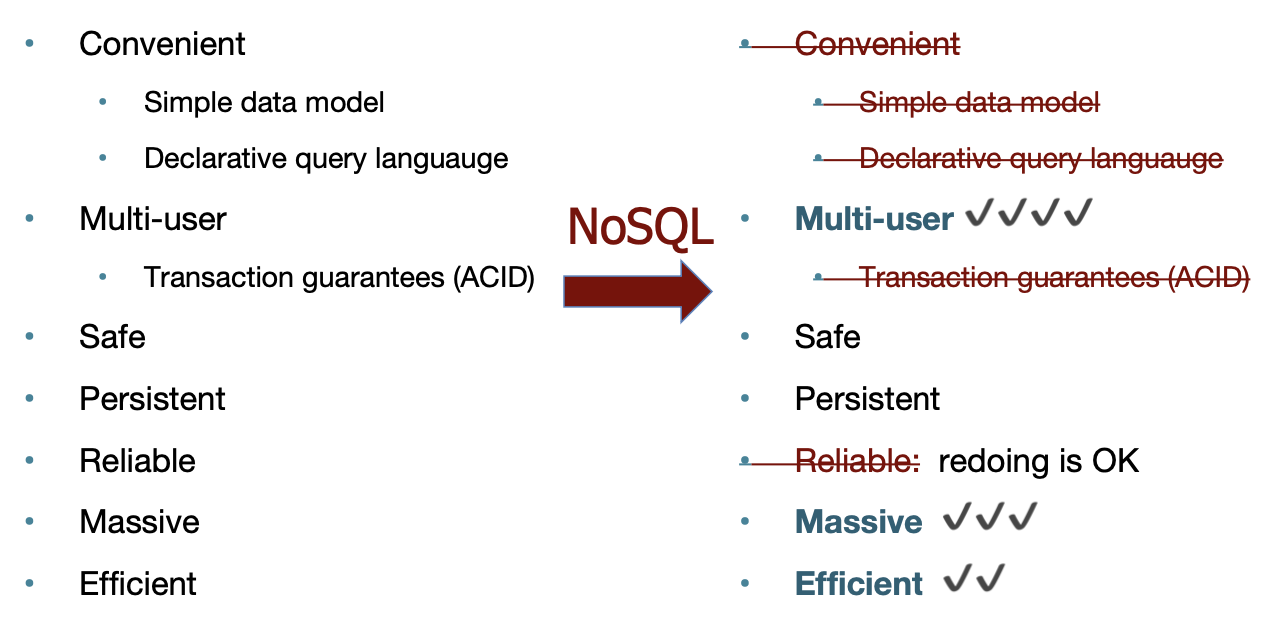 Convenient
Simple data model
Declarative query languauge
Multi-user
Transaction guarantees (ACID)
Safe
Persistent
Reliable
Massive
Efficient
NoSQL
Convenient
Simple data model
Declarative query languauge
Multi-user ✓✓✓✓
Transaction guarantees (ACID)
Safe
Persistent
Reliable: redoing is OK
Massive ✓✓✓
Efficient ✓✓